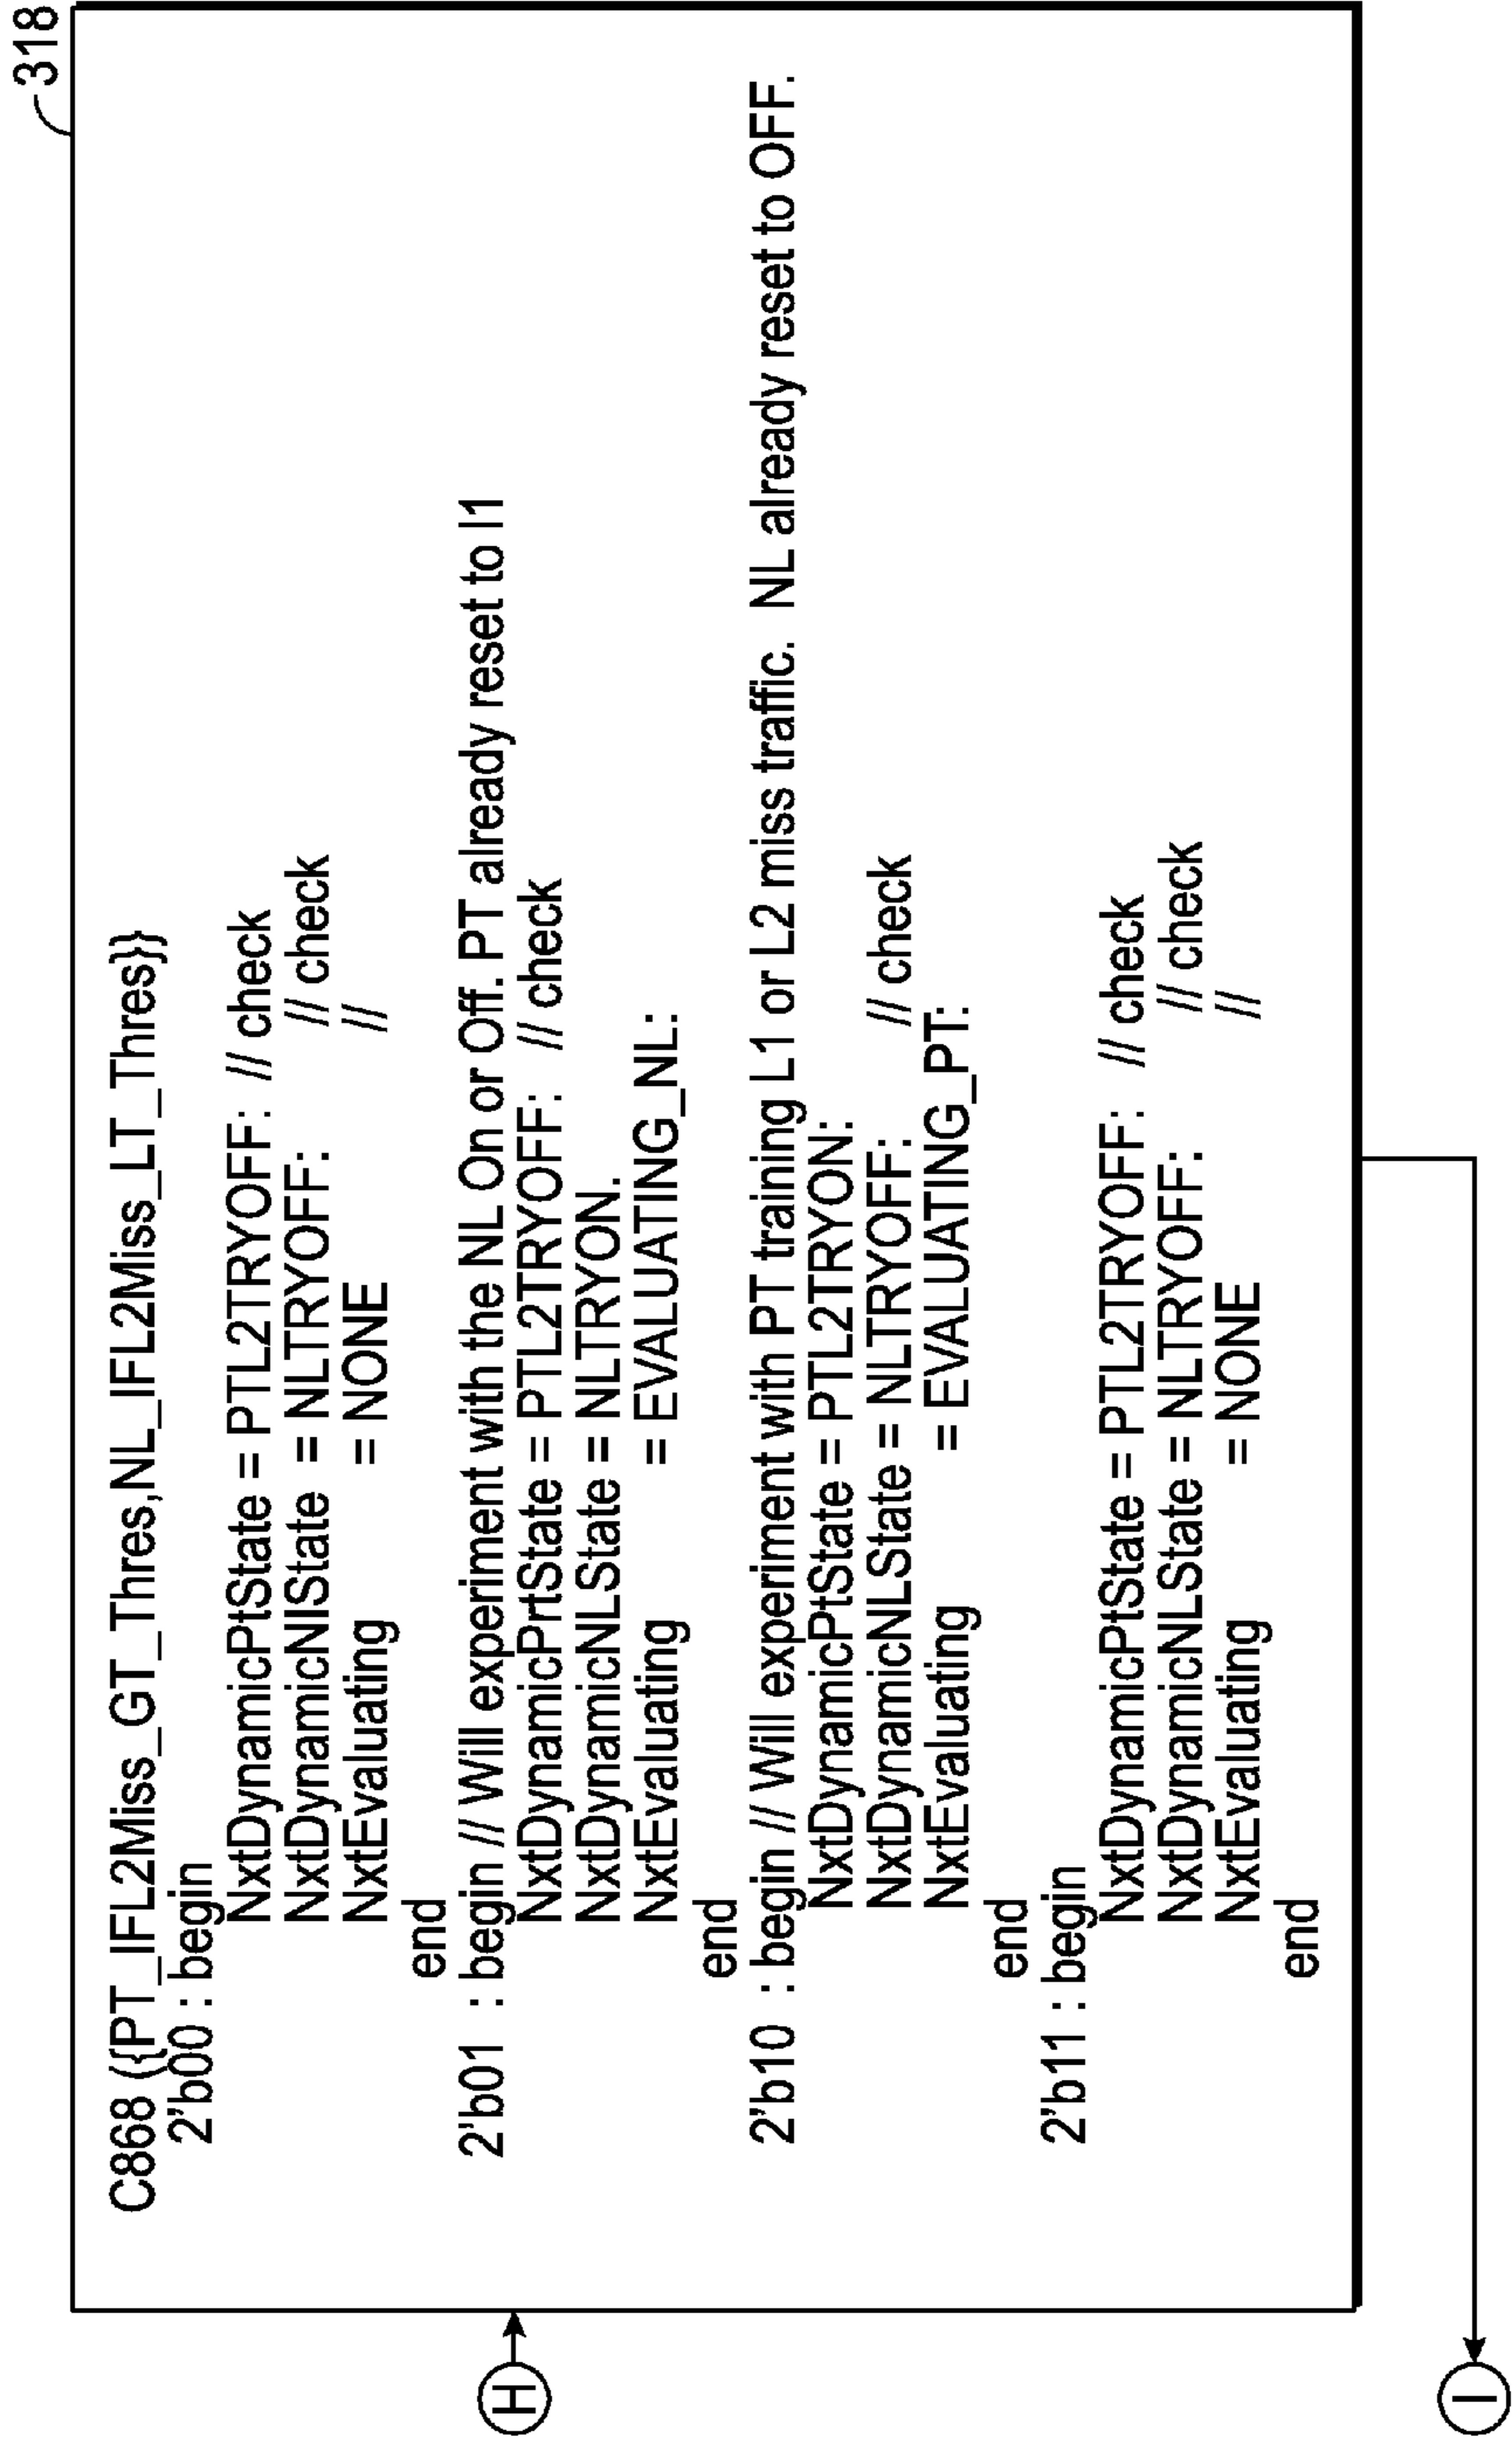 318
C868 ({PT_IFL2Miss_GT_Thres,NL_IFL2Miss_LT_Thres}}
2'b00 : begin
NxtDynamicPtState = PTL2TRYOFF: // check
NxtDynamicNlState = NLTRYOFF: // check
NxtEvaluating = NONE //
end
2'b01 : begin // Will experiment with the NL On or Off. PT already reset to l1
NxtDynamicPrtState = PTL2TRYOFF: // check
NxtDynamicNLState = NLTRYON.
NxtEvaluating = EVALUATING_NL:
end
2'b10 : begin // Will experiment with PT training L1 or L2 miss traffic. NL already reset to OFF.
NxtDynamicPtState = PTL2TRYON:
NxtDynamicNLState = NLTRYOFF: // check
NxtEvaluating = EVALUATING_PT:
end
2'b11 : begin
NxtDynamicPtState = PTL2TRYOFF: // check
NxtDynamicNLState = NLTRYOFF: // check
NxtEvaluating = NONE //
end
H
I